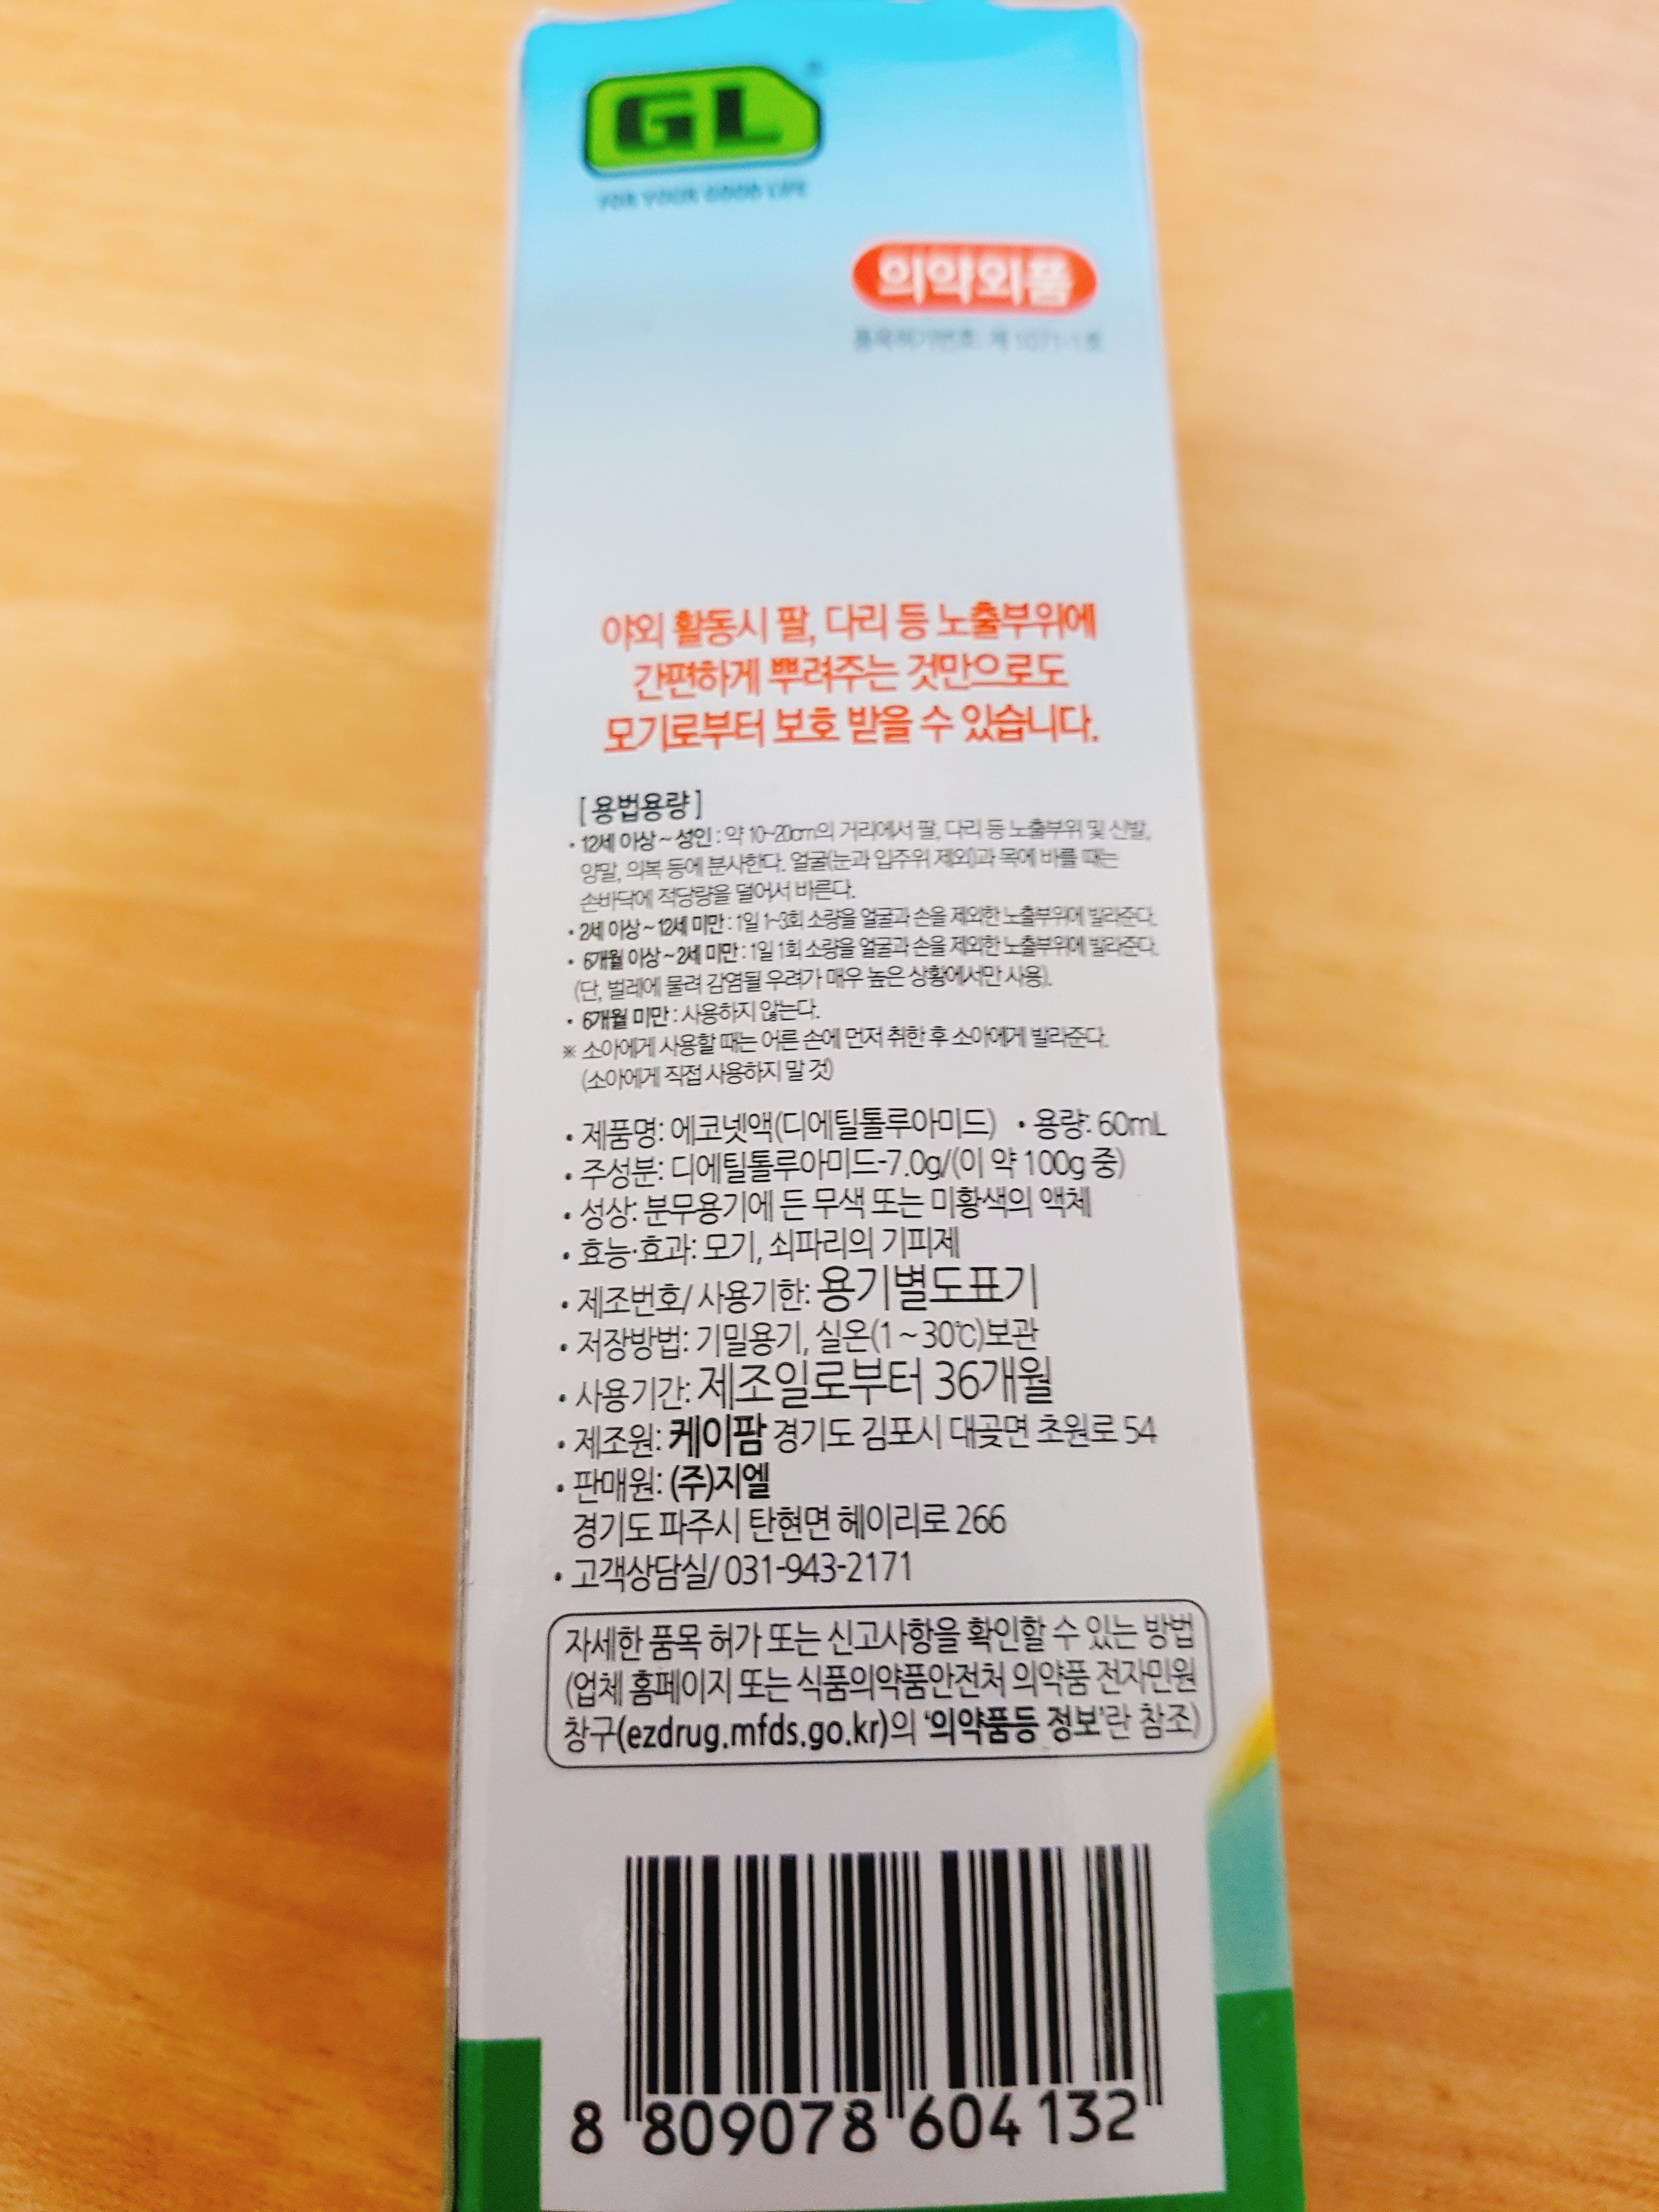 GL
FOR YOUR GOOD LIFE
의약외품
품목허가번호: 제
야외 활동시 팔, 다리 등 노출부위에
간편하게 뿌려주는 것만으로도
모기로부터 보호 받을 수 있습니다.
[용법용량]
• 12세 이상~성인 : 약 10~20cm의 거리에서 팔, 다리 등 노출부위 및 신발,
양말, 의복 등에 분사한다. 얼굴(눈과 입주위 제외)과 목에 바를 때는
손바닥에 적당량을 덜어서 바른다.
• 2세 이상~12세 미만 : 1일 1~3회 소량을 얼굴과 손을 제외한 노출부위에 발라준다.
• 6개월 이상~2세 미만 : 1일 1회 소량을 얼굴과 손을 제외한 노출부위에 발라준다.
(단, 벌레에 물려 감염될 우려가 매우 높은 상황에서만 사용).
• 6개월 미만 : 사용하지 않는다.
※ 소아에게 사용할 때는 어른 손에 먼저 취한 후 소아에게 발라준다.
(소아에게 직접 사용하지 말 것)
• 제품명: 에코넷액(디에틸톨루아미드) • 용량: 60mL
• 주성분: 디에틸톨루아미드-7.0g/(이 약 100g 중)
• 성상: 분무용기에 든 무색 또는 미황색의 액체
• 효능·효과: 모기, 쇠파리의 기피제
• 제조번호/ 사용기한: 용기별도표기
• 저장방법: 기밀용기, 실온(1~30℃)보관
• 사용기간: 제조일로부터 36개월
• 제조원: 케이팜 경기도 김포시 대곶면 초원로 54
• 판매원: (주)지엘
경기도 파주시 탄현면 헤이리로 266
• 고객상담실/ 031-943-2171
자세한 품목 허가 또는 신고사항을 확인할 수 있는 방법
(업체 홈페이지 또는 식품의약품안전처 의약품 전자민원
창구(ezdrug.mfds.go.kr)의 '의약품등 정보'란 참조)
8 809078 604132